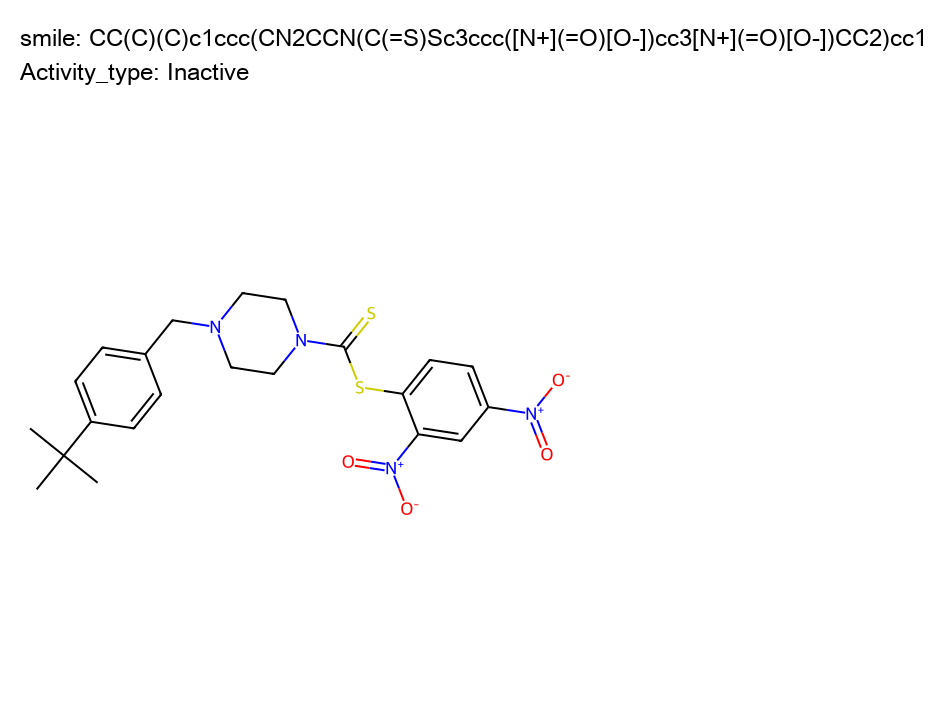 smile: CC(C)(C)c1ccc(CN2CCN(C(=S)Sc3ccc([N+](=O)[O-])cc3[N+](=O)[O-])CC2)cc1
Activity_type: Inactive
S
N
N
O-
S
N+
O
O
N+
O-